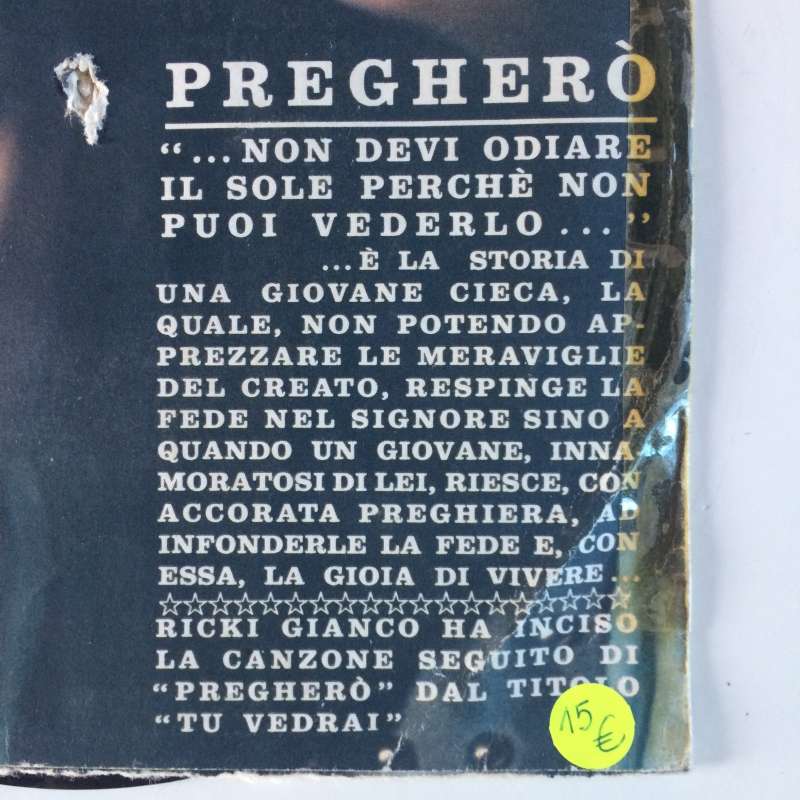 PREGHERÒ
“...NON DEVI ODIARE
IL SOLE PERCHÈ NON
PUOI VEDERLO...”
...È LA STORIA DI
UNA GIOVANE CIECA, LA
QUALE, NON POTENDO AP-
PREZZARE LE MERAVIGLIE
DEL CREATO, RESPINGE LA
FEDE NEL SIGNORE SINO A
QUANDO UN GIOVANE, INNA-
MORATOSI DI LEI, RIESCE, CON
ACCORATA PREGHIERA, AD
INFONDERLE LA FEDE E, CON
ESSA, LA GIOIA DI VIVERE...
☆☆☆☆☆☆☆☆☆☆☆☆☆☆☆☆☆☆☆☆
RICKI GIANCO HA INCISO
LA CANZONE SEGUITO DI
“PREGHERÒ” DAL TITOLO
“TU VEDRAI”
15 €